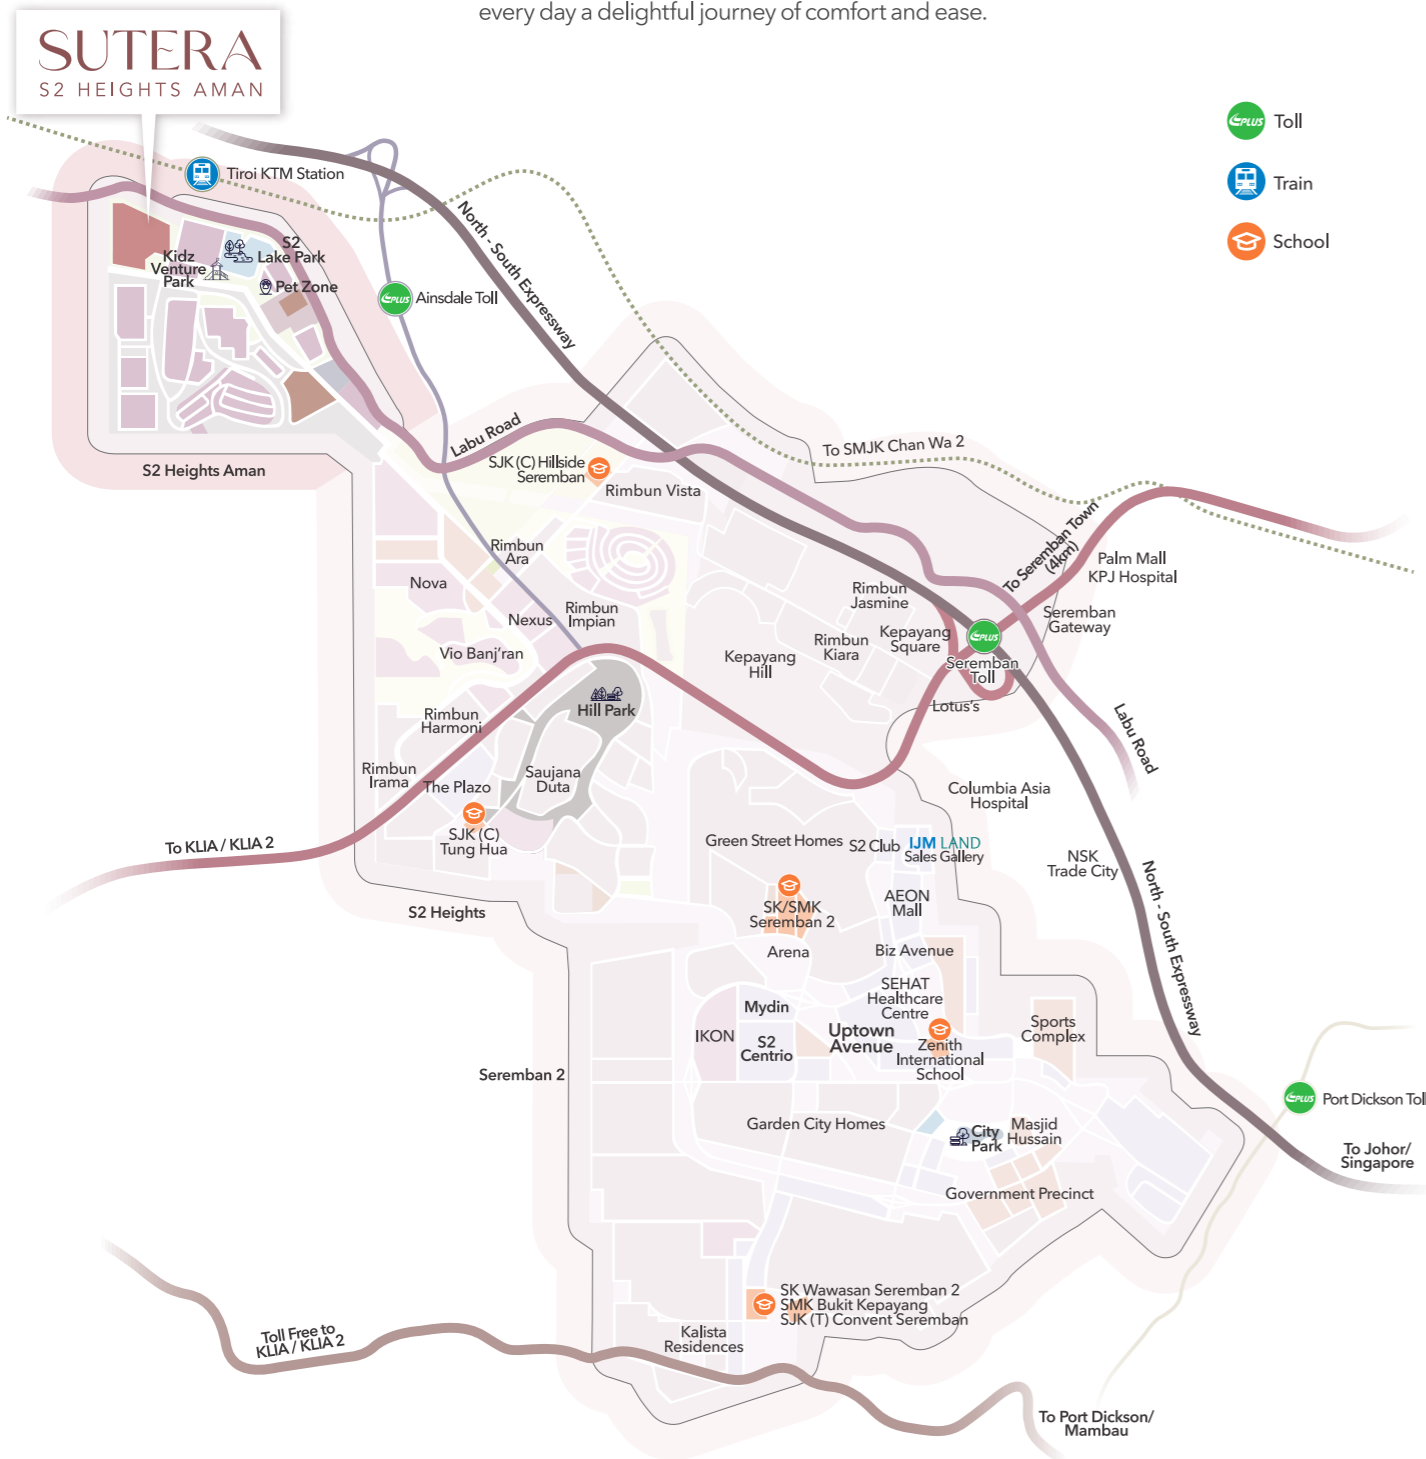 every day a delightful journey of comfort and ease.
SUTERA
S2 HEIGHTS AMAN
PLUS
Toll
Train
School
Tiroi KTM Station
S2
Lake Park
Kidz
Venture
Park
Pet Zone
PLUS
Ainsdale Toll
North - South Expressway
S2 Heights Aman
Labu Road
SJK (C) Hillside
Seremban
Rimbun Vista
To SMJK Chan Wa 2
To Seremban Town
(4km)
Palm Mall
KPJ Hospital
Rimbun
Ara
Nova
Nexus
Rimbun
Impian
Vio Banj'ran
Rimbun
Jasmine
Rimbun
Kiara
Kepayang
Square
Kepayang
Hill
PLUS
Seremban
Toll
Seremban
Gateway
Lotus's
Labu Road
Hill Park
Rimbun
Harmoni
Rimbun
Irama
The Plazo
Saujana
Duta
SJK (C)
Tung Hua
To KLIA / KLIA 2
S2 Heights
Columbia Asia
Hospital
Green Street Homes
S2 Club
IJM LAND
Sales Gallery
NSK
Trade City
SK/SMK
Seremban 2
AEON
Mall
North - South Expressway
Arena
Biz Avenue
SEHAT
Healthcare
Centre
Mydin
IKON
S2
Centrio
Uptown
Avenue
Zenith
International
School
Sports
Complex
Seremban 2
PLUS
Port Dickson Toll
Garden City Homes
City
Park
Masjid
Hussain
To Johor/
Singapore
Government Precinct
SK Wawasan Seremban 2
SMK Bukit Kepayang
SJK (T) Convent Seremban
Kalista
Residences
Toll Free to
KLIA / KLIA 2
To Port Dickson/
Mambau